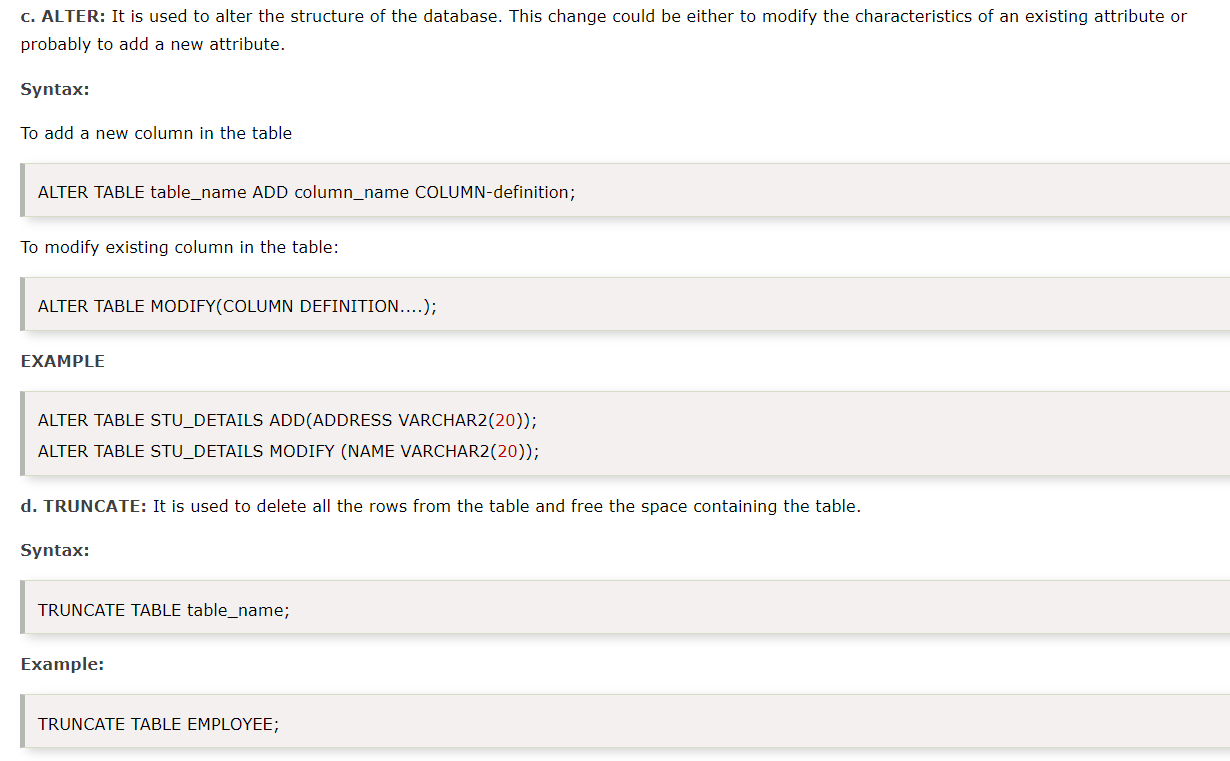 c. ALTER: It is used to alter the structure of the database. This change could be either to modify the characteristics of an existing attribute or
probably to add a new attribute.
Syntax:
To add a new column in the table
ALTER TABLE table_name ADD column_name COLUMN-definition;
To modify existing column in the table:
ALTER TABLE MODIFY(COLUMN DEFINITION....);
EXAMPLE
ALTER TABLE STU_DETAILS ADD(ADDRESS VARCHAR2(20));
ALTER TABLE STU_DETAILS MODIFY (NAME VARCHAR2(20));
d. TRUNCATE: It is used to delete all the rows from the table and free the space containing the table.
Syntax:
TRUNCATE TABLE table_name;
Example:
TRUNCATE TABLE EMPLOYEE;